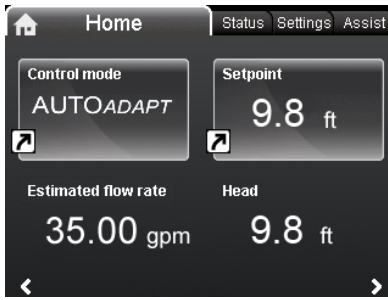 Home Status Settings Assist
Control mode
AUTOADAPT
Setpoint
9.8 ft
Estimated flow rate
35.00 gpm
Head
9.8 ft